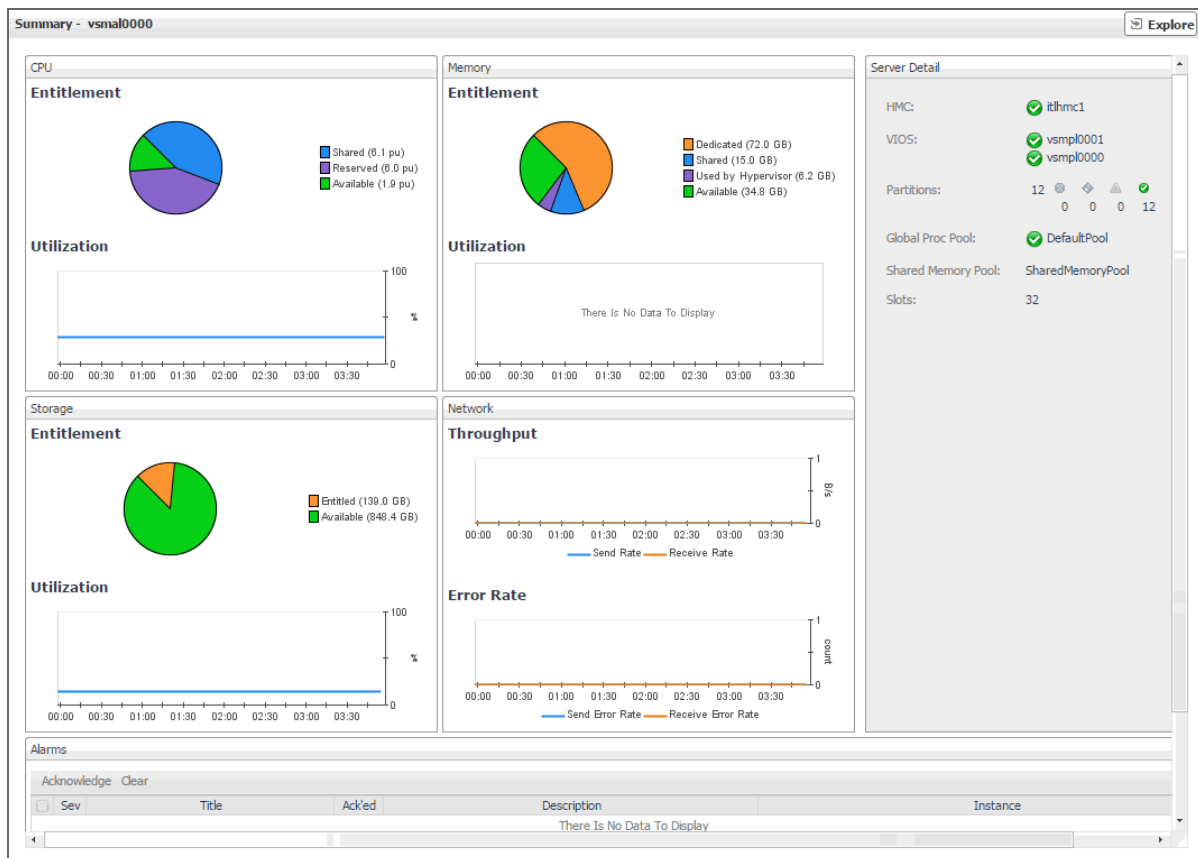 Summary - vsmal0000
Explore
CPU
Entitlement
Shared (6.1 pu)
Reserved (6.0 pu)
Available (1.9 pu)
Utilization
100
%
0
00:00 00:30 01:00 01:30 02:00 02:30 03:00 03:30
Memory
Entitlement
Dedicated (72.0 GB)
Shared (15.0 GB)
Used by Hypervisor (6.2 GB)
Available (34.8 GB)
Utilization
There Is No Data To Display
00:00 00:30 01:00 01:30 02:00 02:30 03:00 03:30
Server Detail
HMC: itlhmc1
VIOS: vsmpl0001
vsmpl0000
Partitions: 12
0 0 0 12
Global Proc Pool: DefaultPool
Shared Memory Pool: SharedMemoryPool
Slots: 32
Storage
Entitlement
Entitled (139.0 GB)
Available (848.4 GB)
Utilization
100
%
0
00:00 00:30 01:00 01:30 02:00 02:30 03:00 03:30
Network
Throughput
1
B/s
0
00:00 00:30 01:00 01:30 02:00 02:30 03:00 03:30
Send Rate Receive Rate
Error Rate
1
count
0
00:00 00:30 01:00 01:30 02:00 02:30 03:00 03:30
Send Error Rate Receive Error Rate
Alarms
Acknowledge Clear
Sev Title Ack'ed Description Instance
There Is No Data To Display